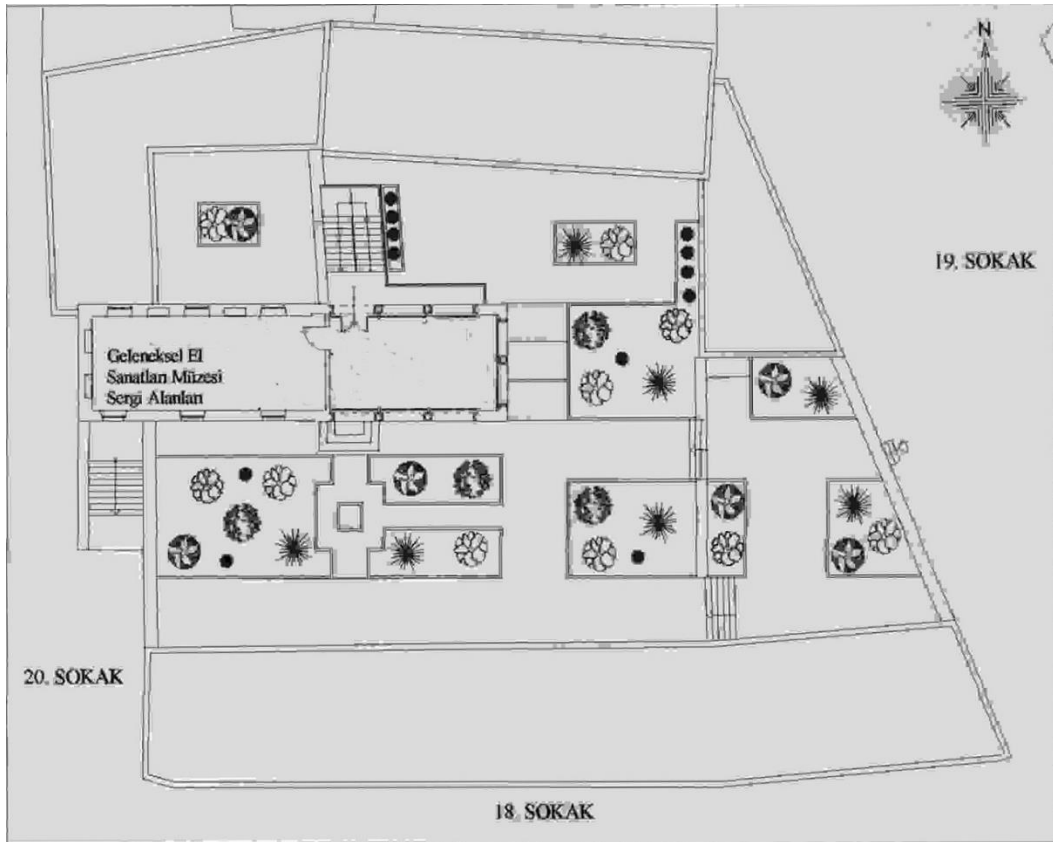 N
19. SOKAK
Geleneksel El
Sanatları Müzesi
Sergi Alanları
20. SOKAK
18. SOKAK